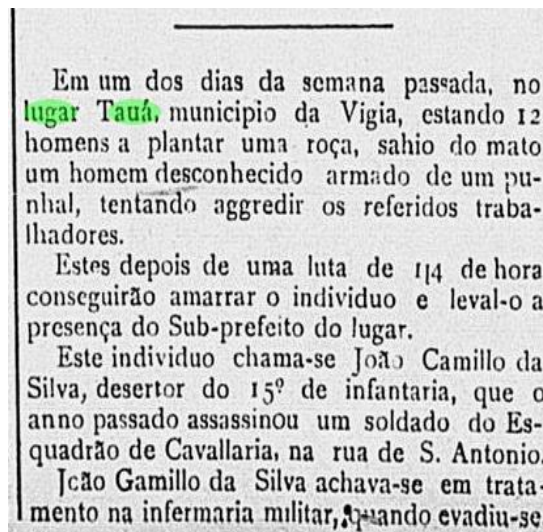 Em um dos dias da semana passada, no
lugar Tauá, municipio da Vigia, estando 12
homens a plantar uma roça, sahio do mato
um homem desconhecido armado de um pu-
nhal, tentando aggredir os referidos traba-
lhadores.
Estes depois de uma luta de 1/4 de hora
conseguirão amarrar o individuo e leval-o a
presença do Sub-prefeito do lugar.
Este individuo chama-se João Camillo da
Silva, desertor do 15º de infantaria, que o
anno passado assassinou um soldado do Es-
quadrão de Cavallaria, na rua de S. Antonio.
João Gamillo da Silva achava-se em trata-
mento na infermaria militar, quando evadiu-se